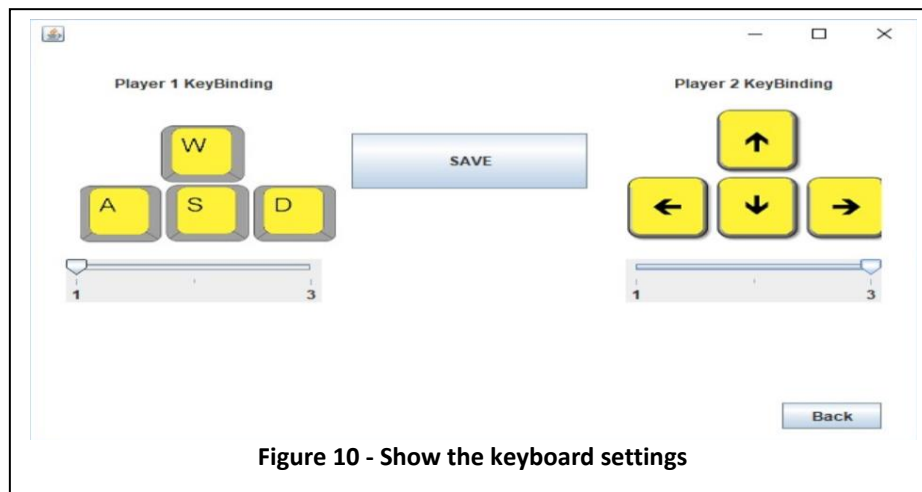 Player 1 KeyBinding
Player 2 KeyBinding
W
A S D
SAVE
1 3
1 3
Back
Figure 10 - Show the keyboard settings